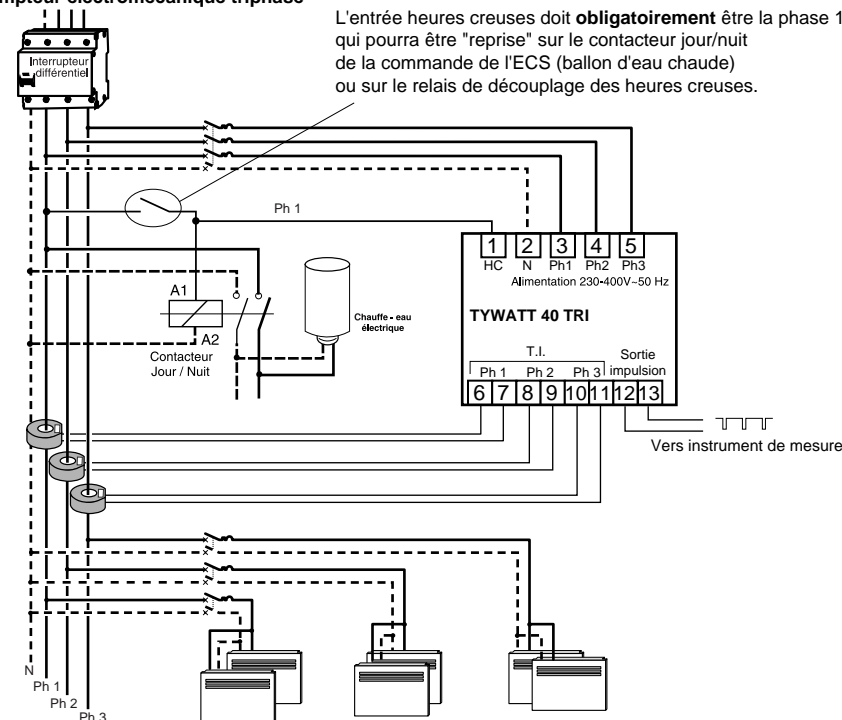 électromécanique triphasé
L'entrée heures creuses doit obligatoirement être la phase 1
qui pourra être "reprise" sur le contacteur jour/nuit
de la commande de l'ECS (ballon d'eau chaude)
ou sur le relais de découplage des heures creuses.
Interrupteur
différentiel
Ph 1
1 2 3 4 5
HC N Ph1 Ph2 Ph3
Alimentation 230-400V~50 Hz
TYWATT 40 TRI
A1
A2
Contacteur
Jour / Nuit
Chauffe - eau
électrique
T.I.
Sortie
impulsion
Ph 1 Ph 2 Ph 3
6 7 8 9 10 11 12 13
Vers instrument de mesure
N
Ph 1
Ph 2
Ph 3